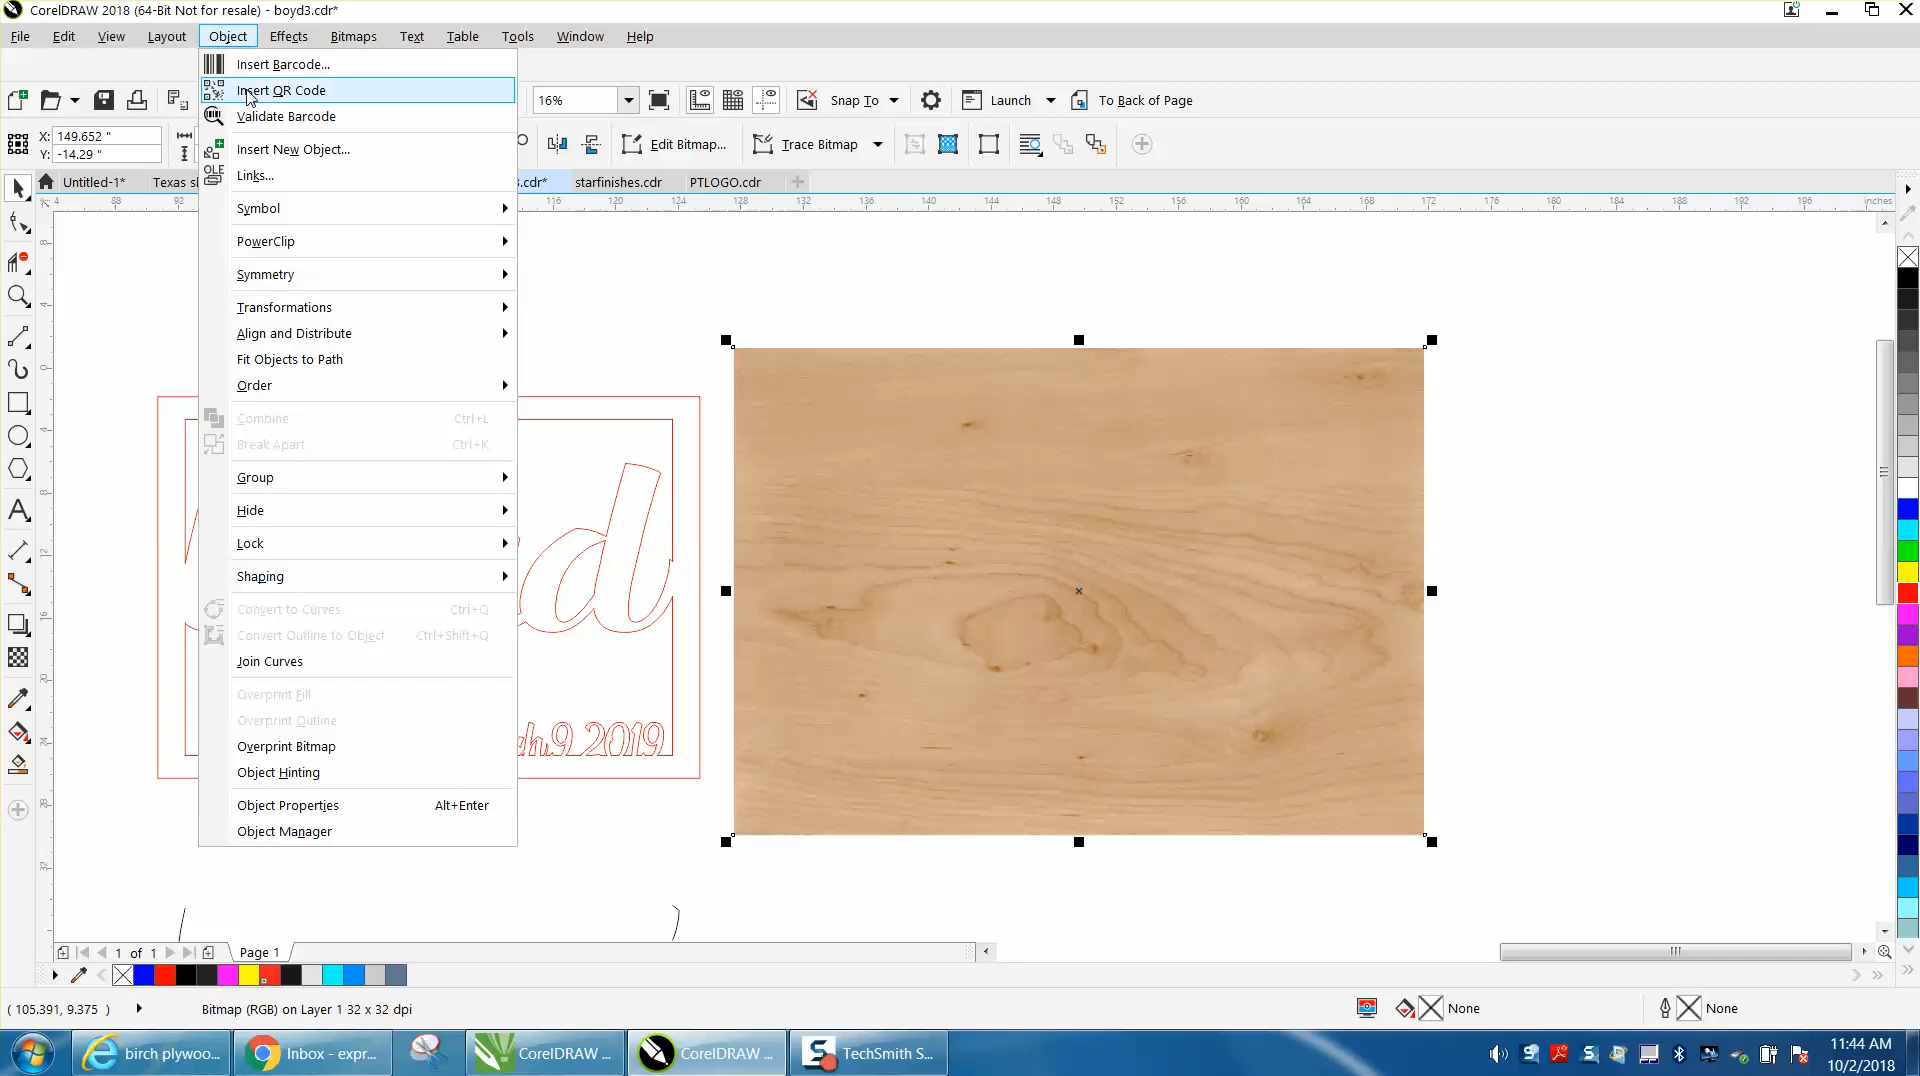 CorelDRAW 2018 (64-Bit Not for resale) - boyd3.cdr*
File Edit View Layout Object Effects Bitmaps Text Table Tools Window Help
Insert Barcode...
Insert QR Code
Validate Barcode
Insert New Object...
Links...
Symbol
PowerClip
Symmetry
Transformations
Align and Distribute
Fit Objects to Path
Order
Combine Ctrl+L
Break Apart Ctrl+K
Group
Hide
Lock
Shaping
Convert to Curves Ctrl+Q
Convert Outline to Object Ctrl+Shift+Q
Join Curves
Overprint Fill
Overprint Outline
Overprint Bitmap
Object Hinting
Object Properties Alt+Enter
Object Manager
16% Snap To Launch To Back of Page
X: 149.652 "
Y: -14.29 "
Edit Bitmap... Trace Bitmap
OLE
Untitled-1* Texas s .cdr* starfinishes.cdr PTLOGO.cdr
4 88 92 116 120 124 128 132 136 140 144 148 152 156 160 164 168 172 176 180 184 188 192 196 inches
d
9 2019
1 of 1 Page 1
( 105.391, 9.375 ) Bitmap (RGB) on Layer 1 32 x 32 dpi None None
birch plywoo... Inbox - expr... CorelDRAW ... CorelDRAW ... TechSmith S...
11:44 AM
10/2/2018